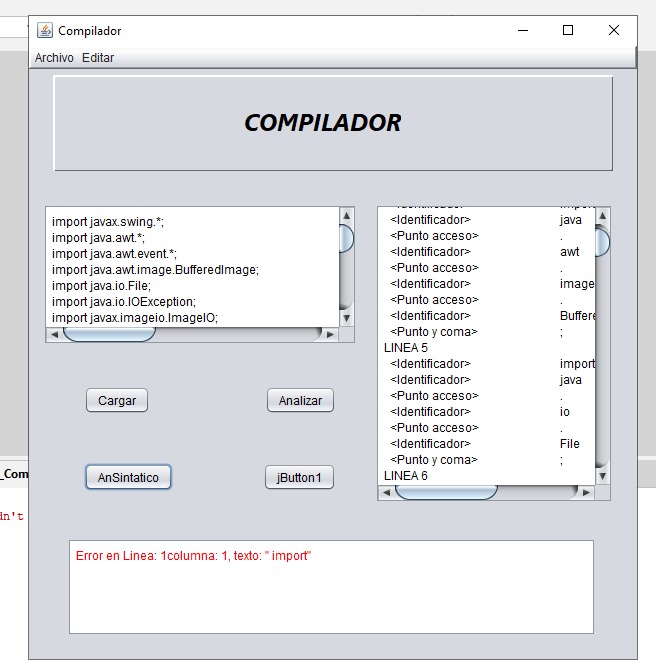 Compilador
Archivo Editar
COMPILADOR
import javax.swing.*;
import java.awt.*;
import java.awt.event.*;
import java.awt.image.BufferedImage;
import java.io.File;
import java.io.IOException;
import javax.imageio.ImageIO;
<Identificador> import
<Identificador> java
<Punto acceso> .
<Identificador> awt
<Punto acceso> .
<Identificador> image
<Punto acceso> .
<Identificador> Buffere
<Punto y coma> ;
LINEA 5
<Identificador> import
<Identificador> java
<Punto acceso> .
<Identificador> io
<Punto acceso> .
<Identificador> File
<Punto y coma> ;
LINEA 6
Cargar
Analizar
AnSintatico
jButton1
_Com
dn't
Error en Linea: 1columna: 1, texto: " import"